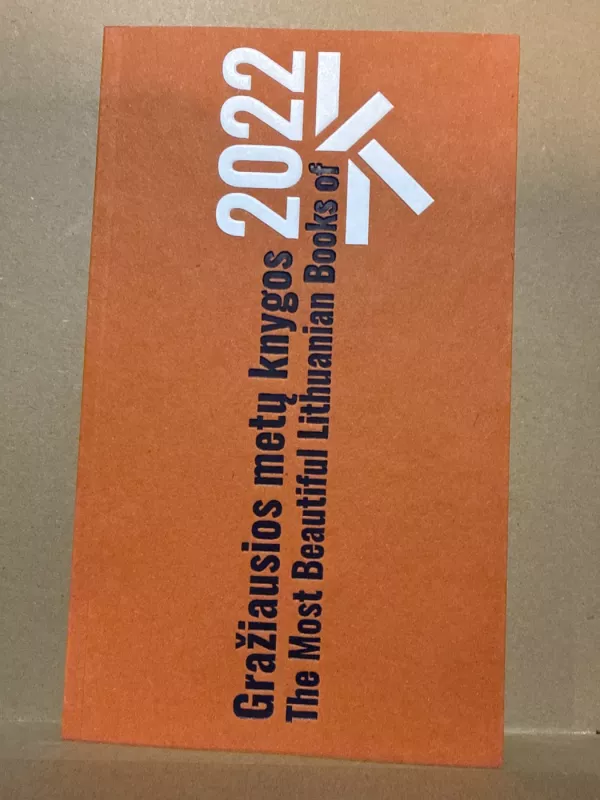 Gražiausios metų knygos 2022
The Most Beautiful Lithuanian Books of